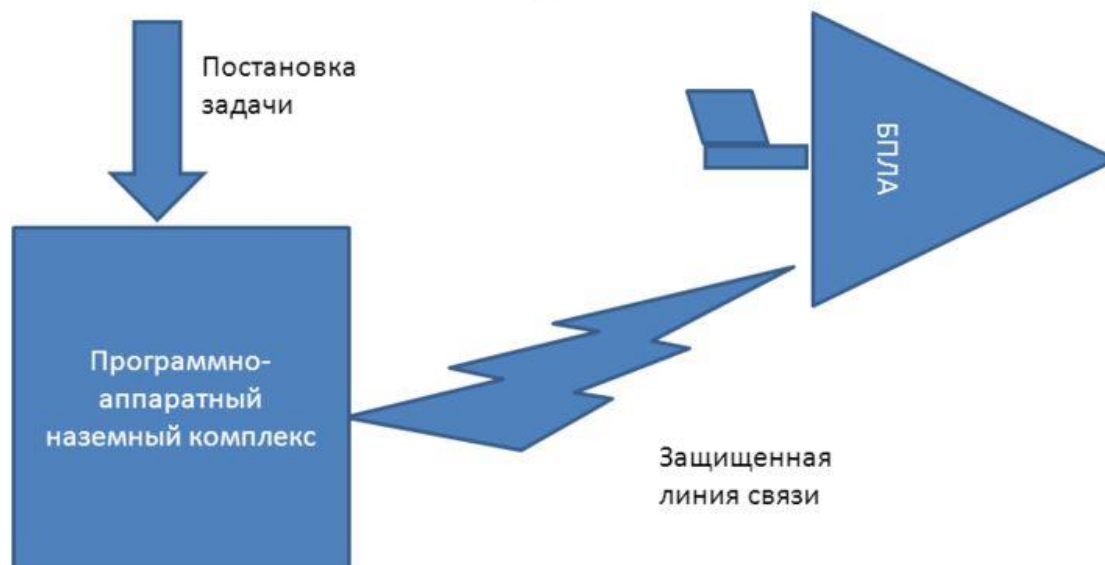 Постановка
задачи
БПЛА
Программно-
аппаратный
наземный комплекс
Защищенная
линия связи